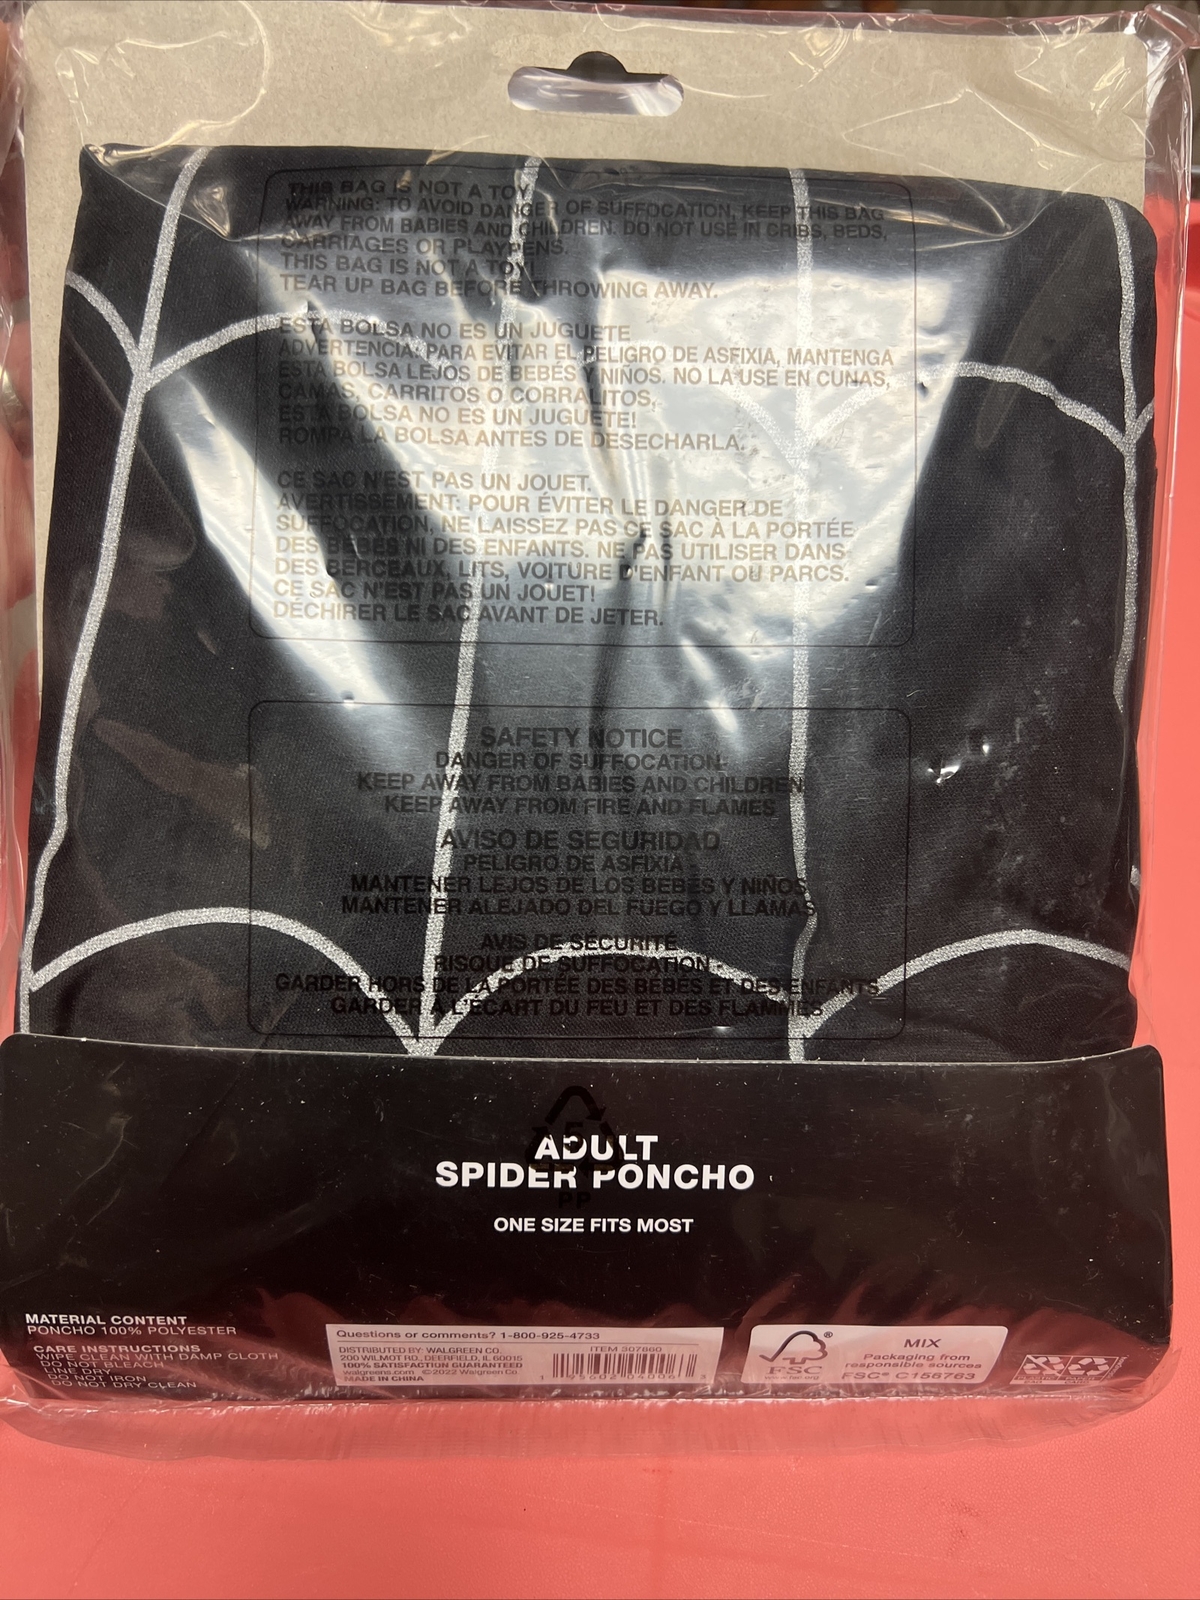 THIS BAG IS NOT A TOY
WARNING: TO AVOID DANGER OF SUFFOCATION, KEEP THIS BAG
AWAY FROM BABIES AND CHILDREN. DO NOT USE IN CRIBS, BEDS,
CARRIAGES OR PLAYPENS.
THIS BAG IS NOT A TOY!
TEAR UP BAG BEFORE THROWING AWAY.
ESTA BOLSA NO ES UN JUGUETE
ADVERTENCIA: PARA EVITAR EL PELIGRO DE ASFIXIA, MANTENGA
ESTA BOLSA LEJOS DE BEBÉS Y NIÑOS. NO LA USE EN CUNAS,
CAMAS, CARRITOS O CORRALITOS.
ESTA BOLSA NO ES UN JUGUETE!
ROMPA LA BOLSA ANTES DE DESECHARLA.
CE SAC N'EST PAS UN JOUET.
AVERTISSEMENT: POUR ÉVITER LE DANGER DE
SUFFOCATION, NE LAISSEZ PAS CE SAC À LA PORTÉE
DES BÉBES NI DES ENFANTS. NE PAS UTILISER DANS
DES BERCEAUX, LITS, VOITURE D'ENFANT OU PARCS.
CE SAC N'EST PAS UN JOUET!
DÉCHIRER LE SAC AVANT DE JETER.
SAFETY NOTICE
DANGER OF SUFFOCATION-
KEEP AWAY FROM BABIES AND CHILDREN
KEEP AWAY FROM FIRE AND FLAMES
AVISO DE SEGURIDAD
PELIGRO DE ASFIXIA -
MANTENER LEJOS DE LOS BEBÉS Y NIÑOS
MANTENER ALEJADO DEL FUEGO Y LLAMAS
AVIS DE SÉCURITÉ
RISQUE DE SUFFOCATION -
GARDER HORS DE LA PORTÉE DES BÉBÉS ET DES ENFANTS
GARDER À L'ÉCART DU FEU ET DES FLAMMES
5
PP
ADULT
SPIDER PONCHO
ONE SIZE FITS MOST
MATERIAL CONTENT
PONCHO 100% POLYESTER
CARE INSTRUCTIONS
WIPE CLEAN WITH DAMP CLOTH
DO NOT BLEACH
LINE DRY
DO NOT IRON
DO NOT DRY CLEAN
Questions or comments? 1-800-925-4733
DISTRIBUTED BY: WALGREEN CO.
200 WILMOT RD., DEERFIELD, IL 60015
100% SATISFACTION GUARANTEED
walgreens.com ©2022 Walgreen Co.
MADE IN CHINA
ITEM 307860
FSC®
www.fsc.org
MIX
Packaging from
responsible sources
FSC® C156763